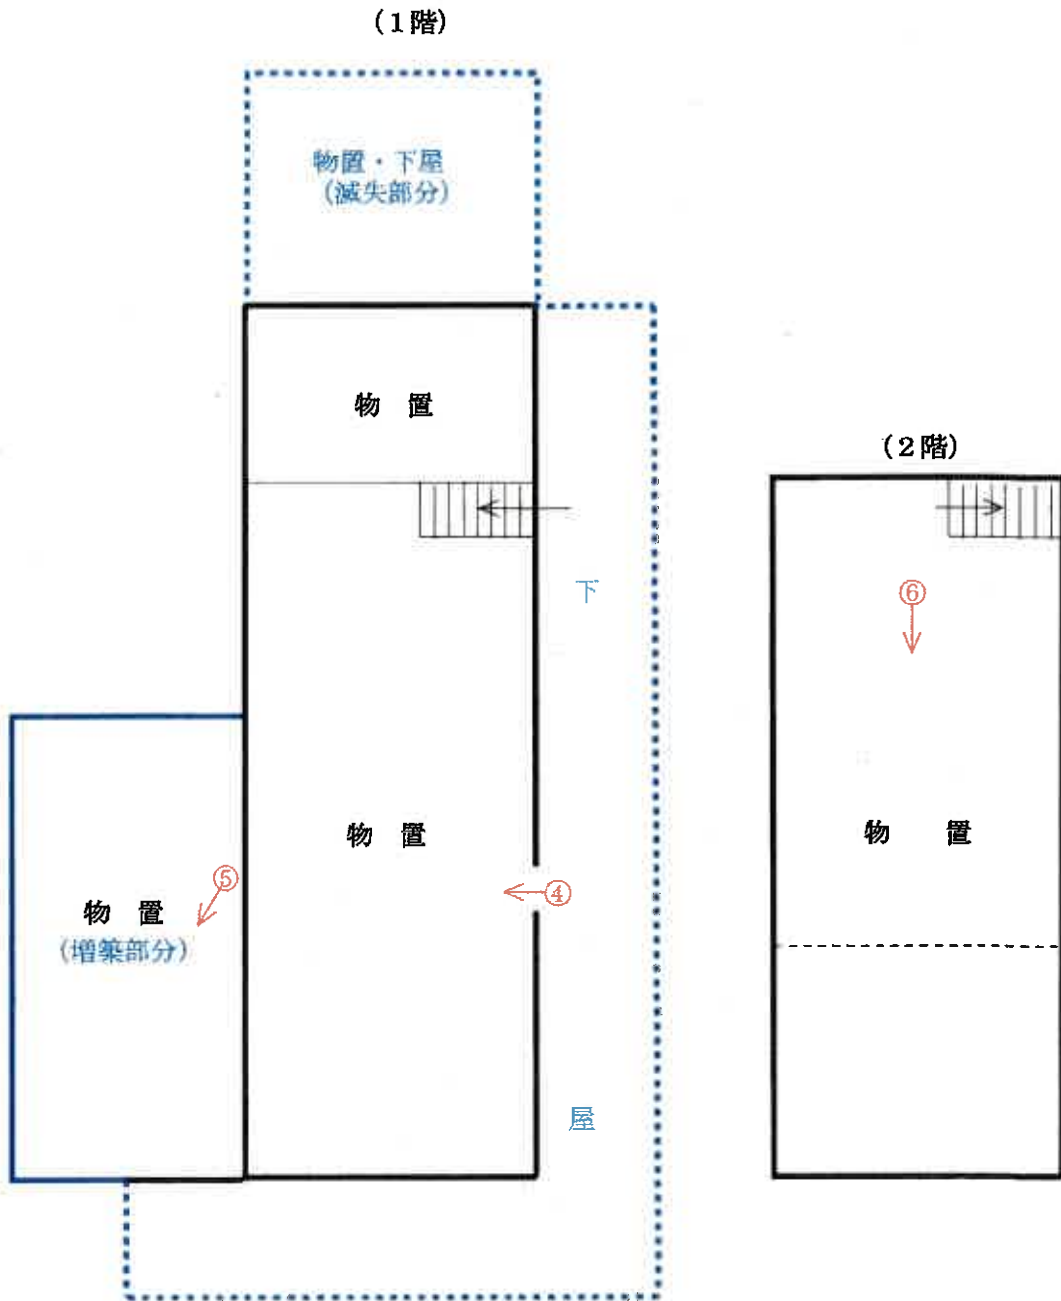 (1階)
物置・下屋
(滅失部分)
物 置
(2階)
下
⑥
物 置
物 置
⑤
④
物 置
(増築部分)
屋